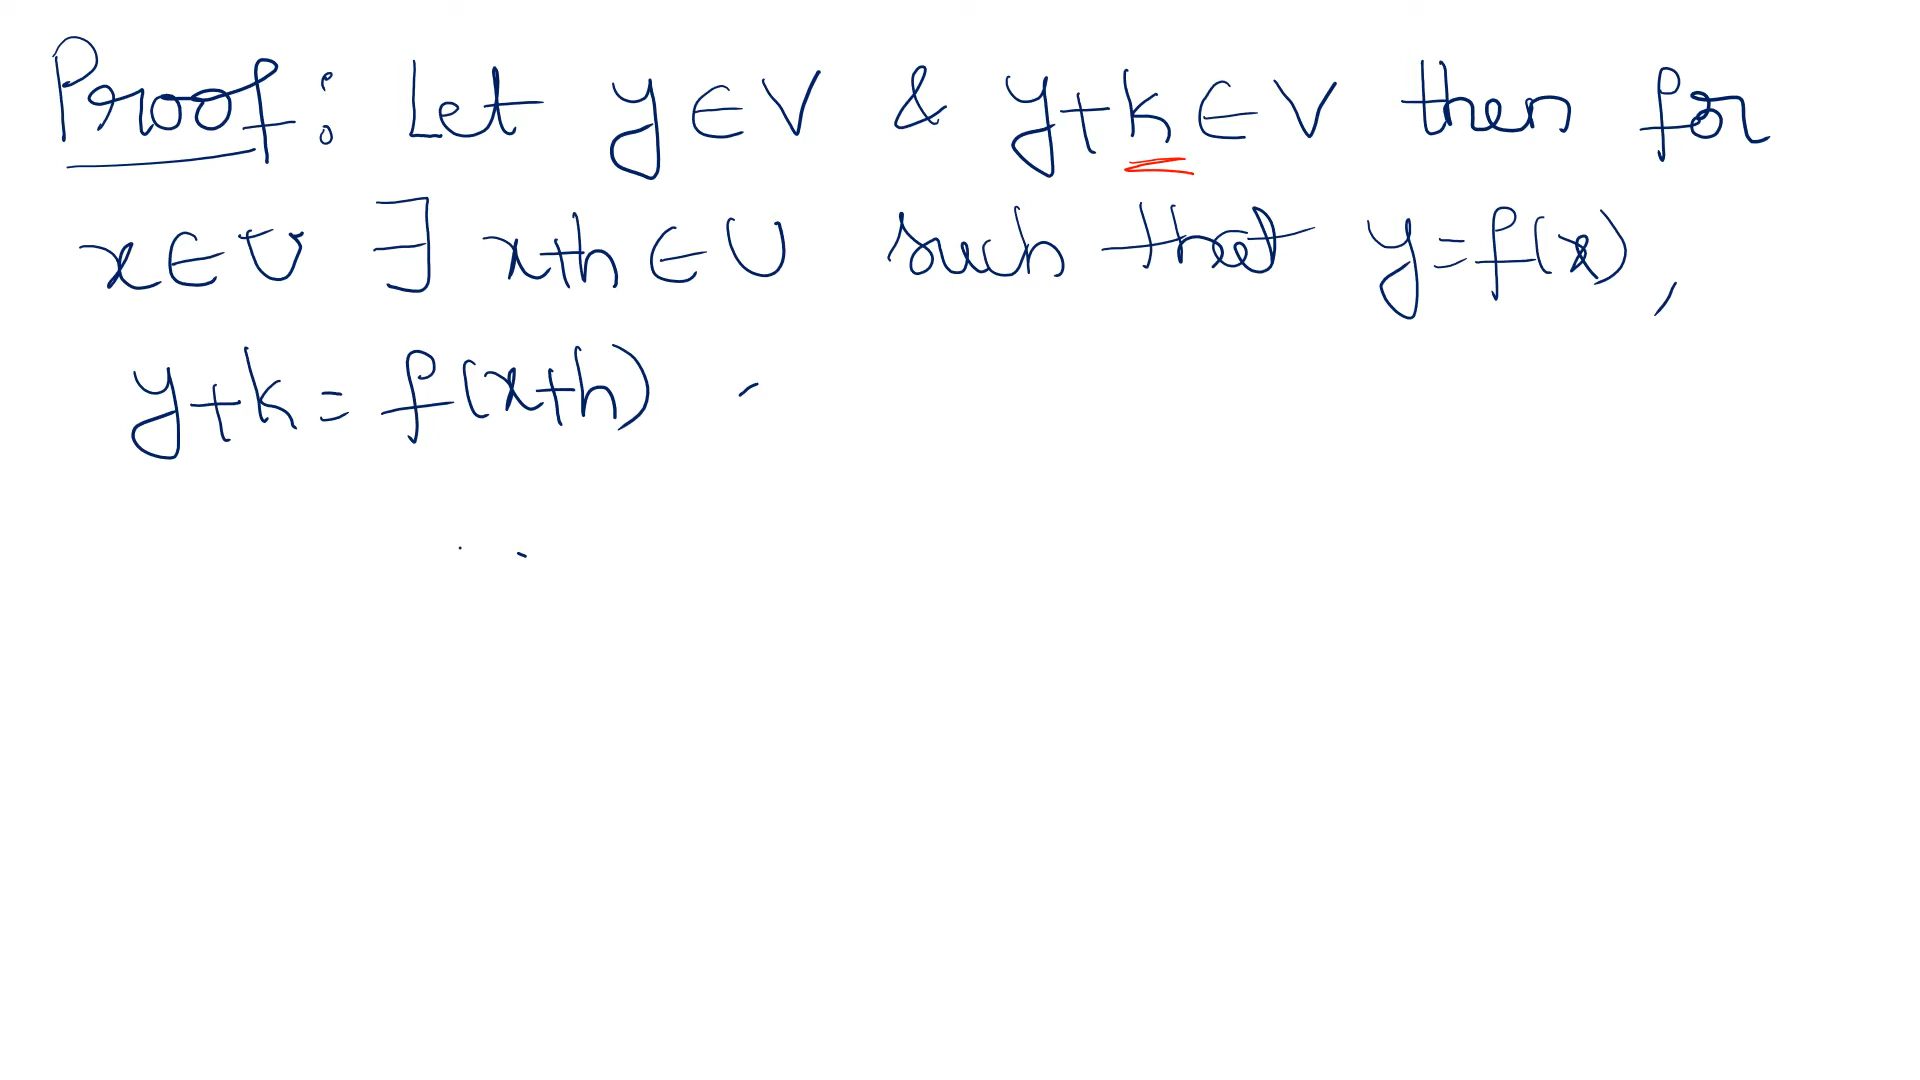 Proof: Let y∈V & y+k∈V then for
x∈U ∃ x+h∈U such that y=f(x),
y+k = f(x+h) .